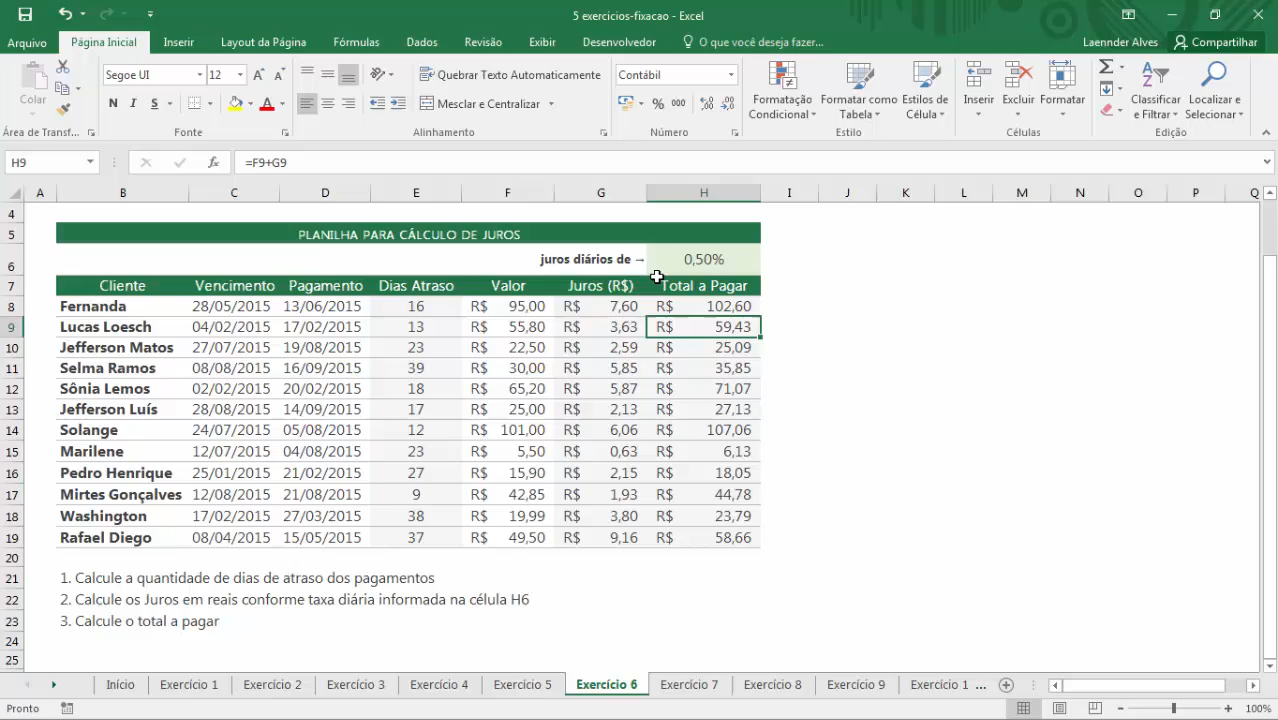 5 exercicios-fixacao - Excel
Arquivo Página Inicial Inserir Layout da Página Fórmulas Dados Revisão Exibir Desenvolvedor O que você deseja fazer... Laennder Alves Compartilhar
Colar Segoe UI 12 Quebrar Texto Automaticamente Contábil
N I S Mesclar e Centralizar % 000 Formatação Condicional Formatar como Tabela Estilos de Célula Inserir Excluir Formatar Classificar e Filtrar Localizar e Selecionar
Área de Transf... Fonte Alinhamento Número Estilo Células Edição
H9 fx =F9+G9
A B C D E F G H I J K L M N O P Q
4
5 PLANILHA PARA CÁLCULO DE JUROS
6 juros diários de → 0,50%
7 Cliente Vencimento Pagamento Dias Atraso Valor Juros (R$) Total a Pagar
8 Fernanda 28/05/2015 13/06/2015 16 R$ 95,00 R$ 7,60 R$ 102,60
9 Lucas Loesch 04/02/2015 17/02/2015 13 R$ 55,80 R$ 3,63 R$ 59,43
10 Jefferson Matos 27/07/2015 19/08/2015 23 R$ 22,50 R$ 2,59 R$ 25,09
11 Selma Ramos 08/08/2015 16/09/2015 39 R$ 30,00 R$ 5,85 R$ 35,85
12 Sônia Lemos 02/02/2015 20/02/2015 18 R$ 65,20 R$ 5,87 R$ 71,07
13 Jefferson Luís 28/08/2015 14/09/2015 17 R$ 25,00 R$ 2,13 R$ 27,13
14 Solange 24/07/2015 05/08/2015 12 R$ 101,00 R$ 6,06 R$ 107,06
15 Marilene 12/07/2015 04/08/2015 23 R$ 5,50 R$ 0,63 R$ 6,13
16 Pedro Henrique 25/01/2015 21/02/2015 27 R$ 15,90 R$ 2,15 R$ 18,05
17 Mirtes Gonçalves 12/08/2015 21/08/2015 9 R$ 42,85 R$ 1,93 R$ 44,78
18 Washington 17/02/2015 27/03/2015 38 R$ 19,99 R$ 3,80 R$ 23,79
19 Rafael Diego 08/04/2015 15/05/2015 37 R$ 49,50 R$ 9,16 R$ 58,66
20
21 1. Calcule a quantidade de dias de atraso dos pagamentos
22 2. Calcule os Juros em reais conforme taxa diária informada na célula H6
23 3. Calcule o total a pagar
24
25
Início Exercício 1 Exercício 2 Exercício 3 Exercício 4 Exercício 5 Exercício 6 Exercício 7 Exercício 8 Exercício 9 Exercício 1 ...
Pronto 100%